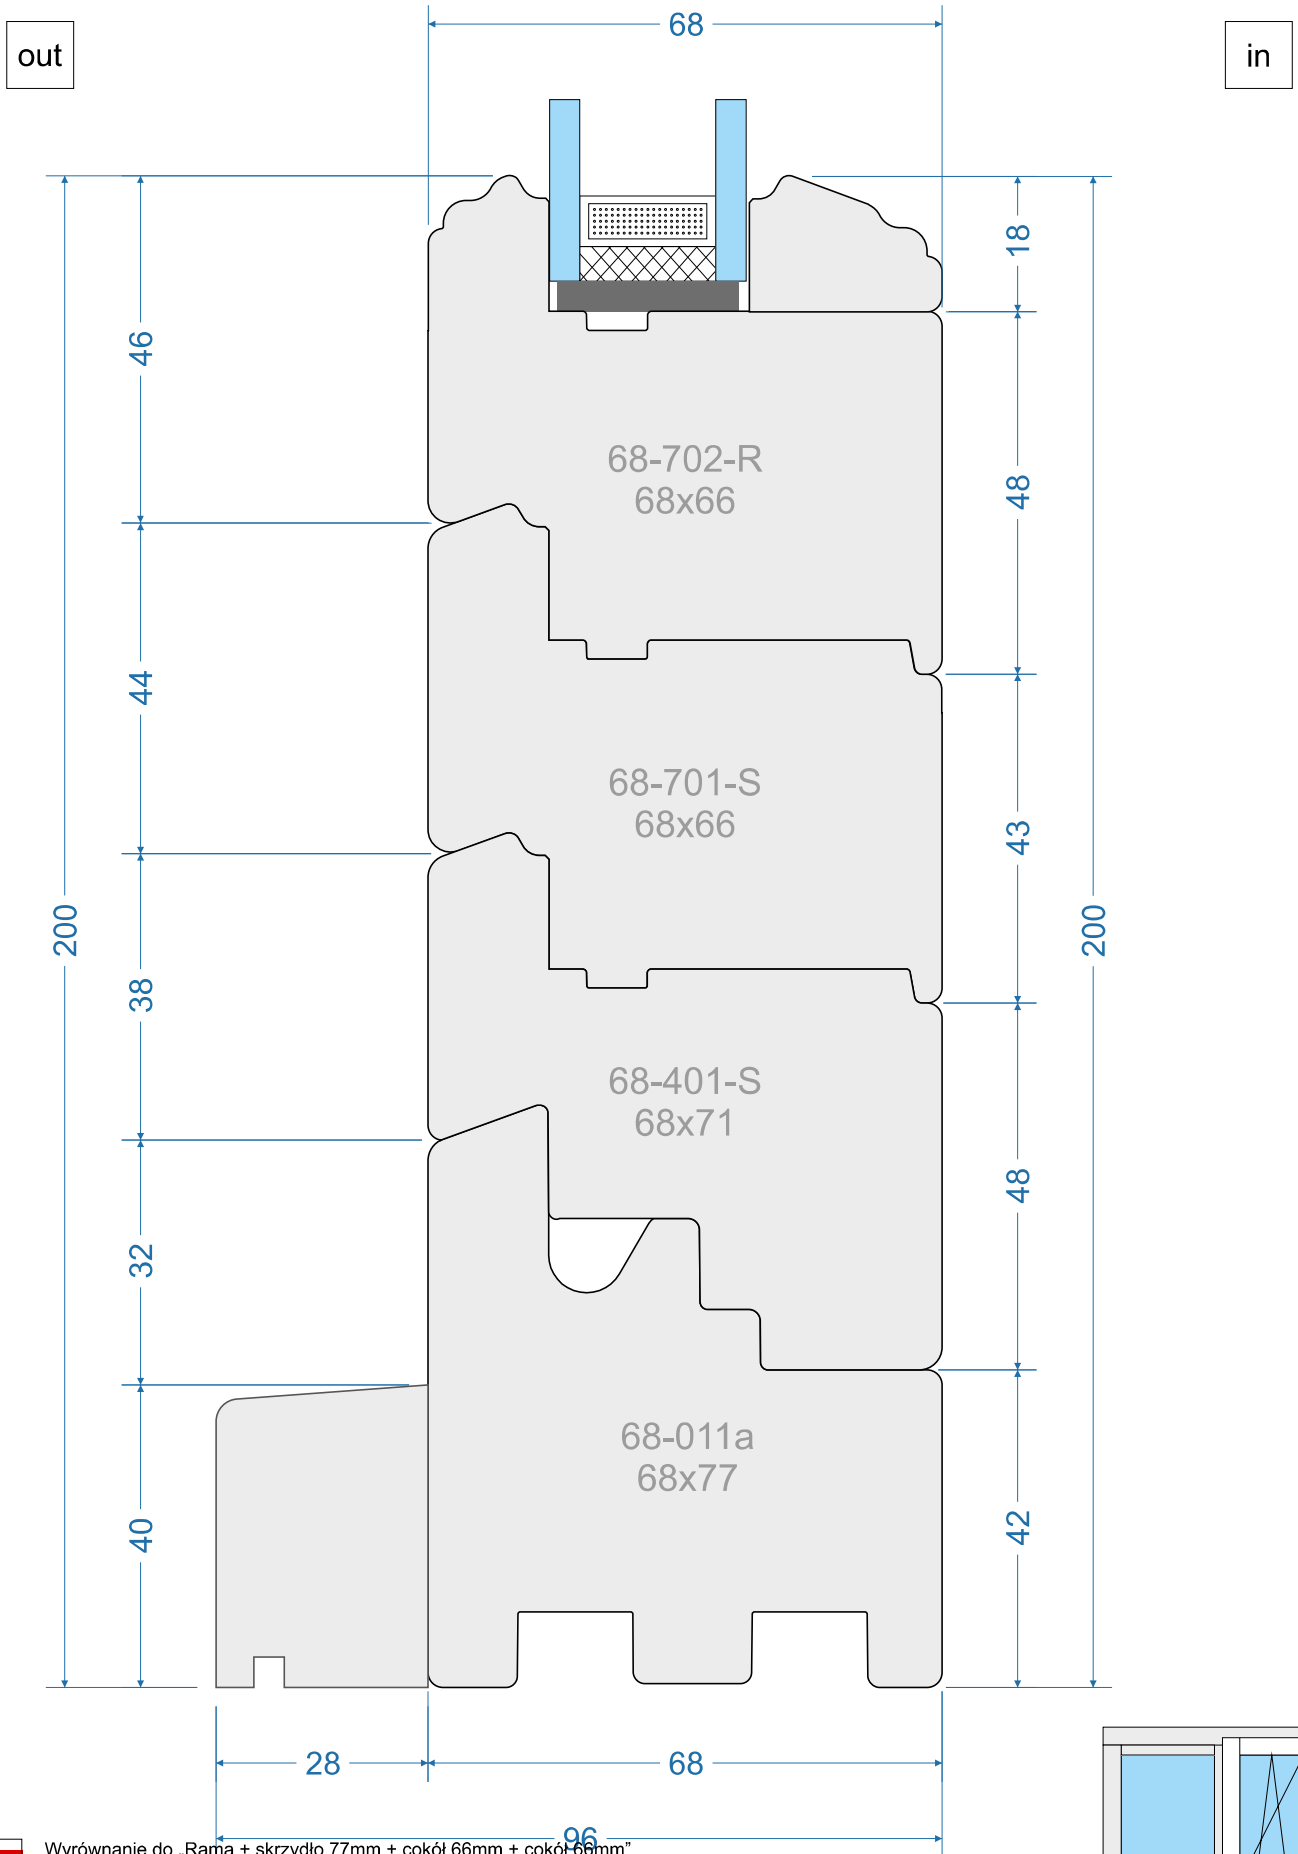 68
out
in
18
46
68-702-R
68x66
48
44
68-701-S
68x66
43
200
200
38
68-401-S
68x71
48
32
68-011a
68x77
42
40
28
68
96
Wyrównanie do „Rama + skrzydło 77mm + cokół 66mm + cokół 66mm”